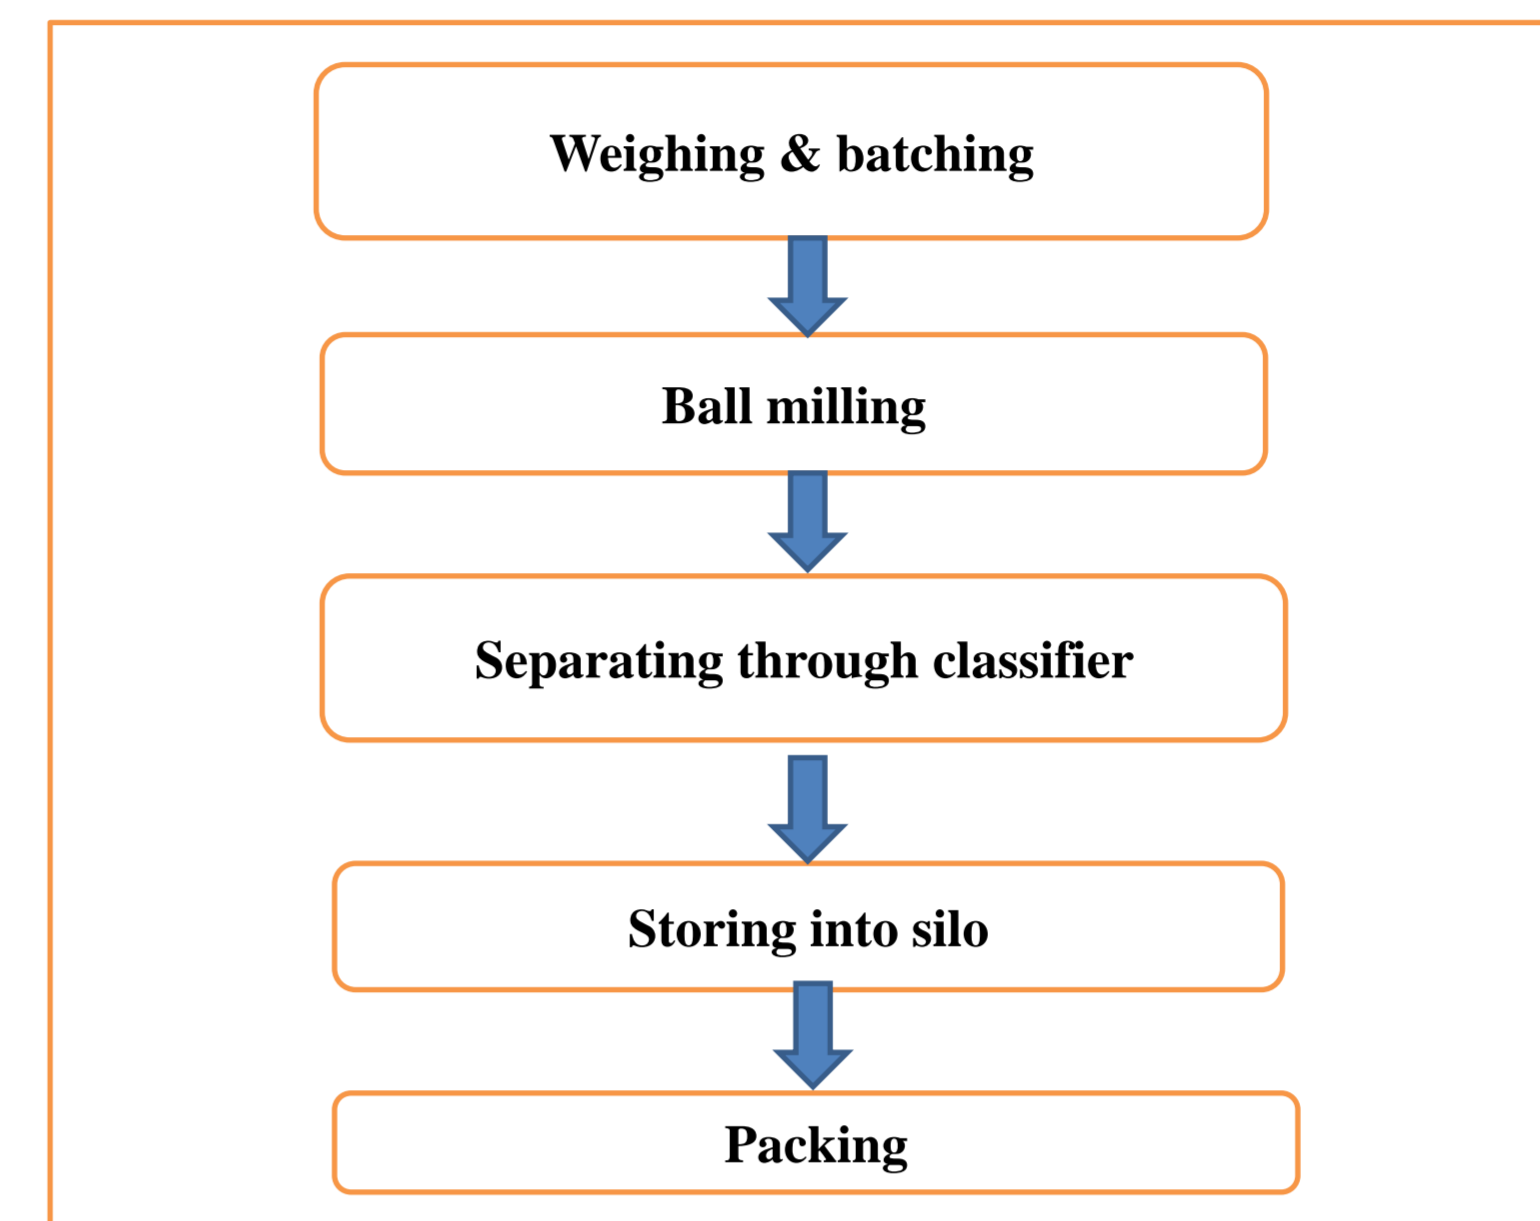 Weighing & batching
Ball milling
Separating through classifier
Storing into silo
Packing